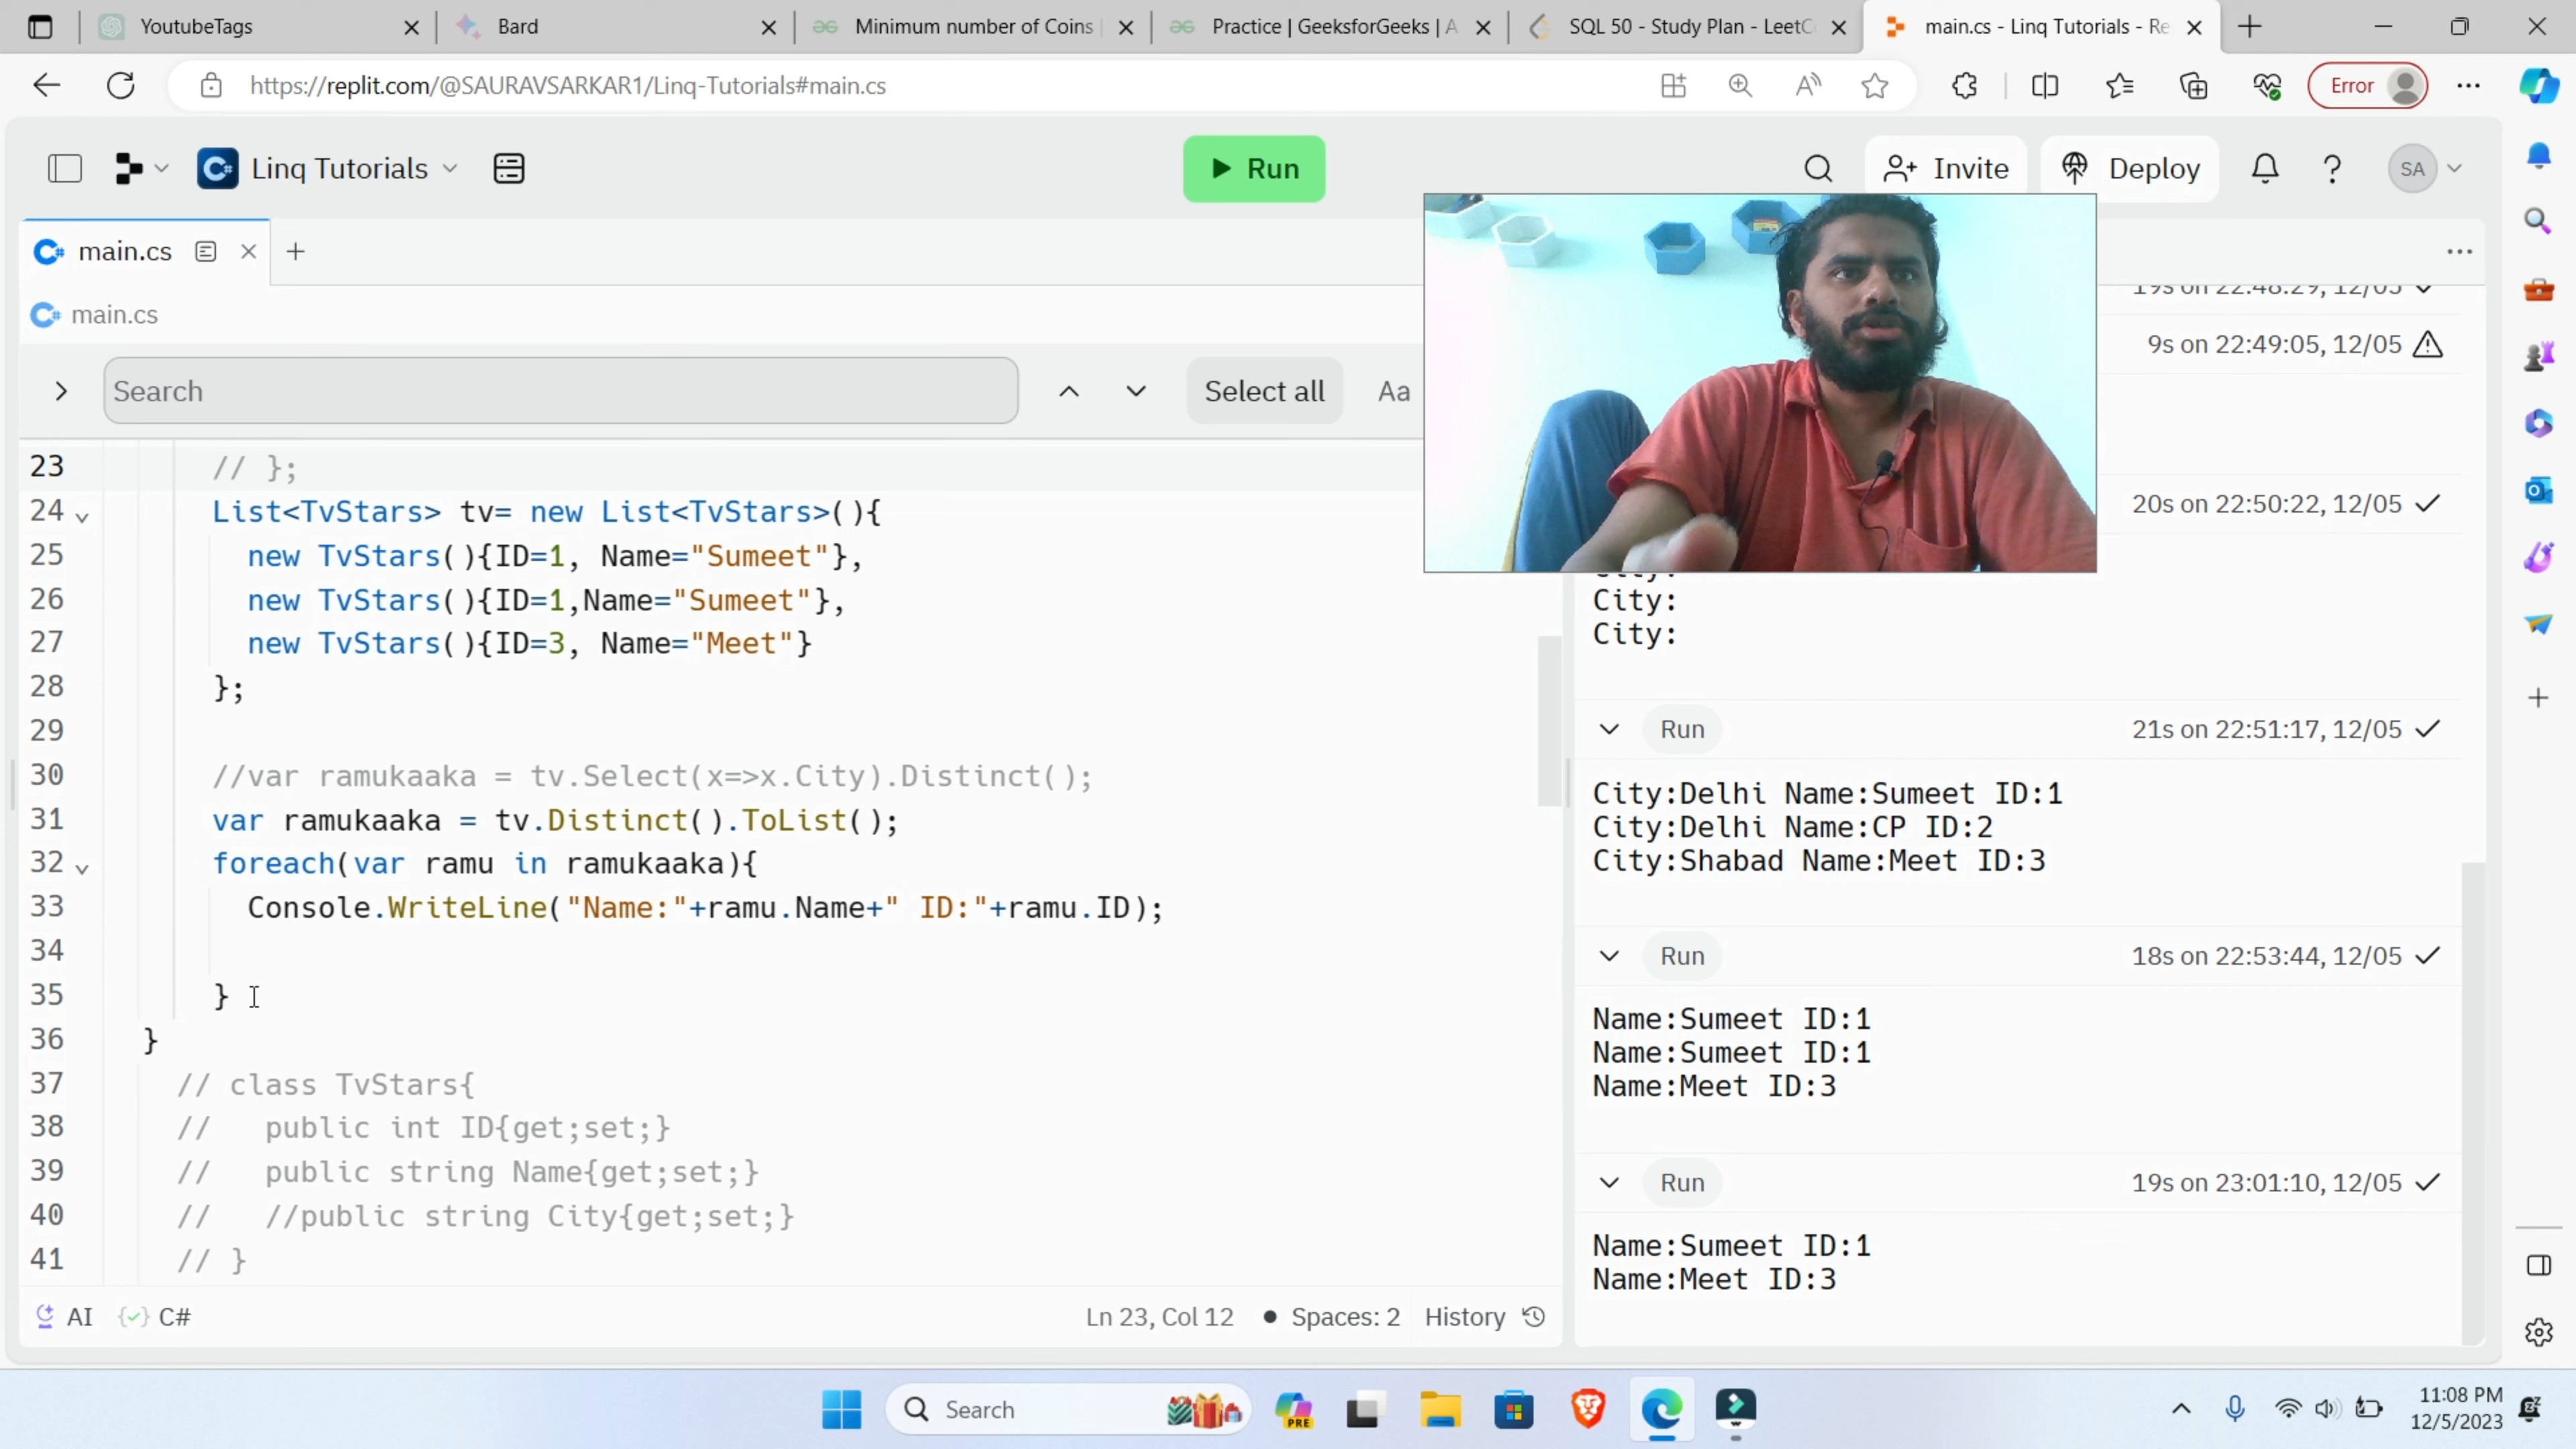 YoutubeTags
Bard
Minimum number of Coins
Practice | GeeksforGeeks | A
SQL 50 - Study Plan - LeetC
main.cs - Linq Tutorials - Re
https://replit.com/@SAURAVSARKAR1/Linq-Tutorials#main.cs
Error
Linq Tutorials
Run
Invite
Deploy
SA
main.cs
main.cs
Search
Select all
Aa
23 // };
24 List<TvStars> tv= new List<TvStars>(){
25 new TvStars(){ID=1, Name="Sumeet"},
26 new TvStars(){ID=1,Name="Sumeet"},
27 new TvStars(){ID=3, Name="Meet"}
28 };
29
30 //var ramukaaka = tv.Select(x=>x.City).Distinct();
31 var ramukaaka = tv.Distinct().ToList();
32 foreach(var ramu in ramukaaka){
33 Console.WriteLine("Name:"+ramu.Name+" ID:"+ramu.ID);
34
35 }
36 }
37 // class TvStars{
38 // public int ID{get;set;}
39 // public string Name{get;set;}
40 // //public string City{get;set;}
41 // }
AI
C#
Ln 23, Col 12
Spaces: 2
History
19s on 22:48:29, 12/05
9s on 22:49:05, 12/05
20s on 22:50:22, 12/05
City:
City:
City:
Run 21s on 22:51:17, 12/05
City:Delhi Name:Sumeet ID:1
City:Delhi Name:CP ID:2
City:Shabad Name:Meet ID:3
Run 18s on 22:53:44, 12/05
Name:Sumeet ID:1
Name:Sumeet ID:1
Name:Meet ID:3
Run 19s on 23:01:10, 12/05
Name:Sumeet ID:1
Name:Meet ID:3
Search
PRE
11:08 PM
12/5/2023